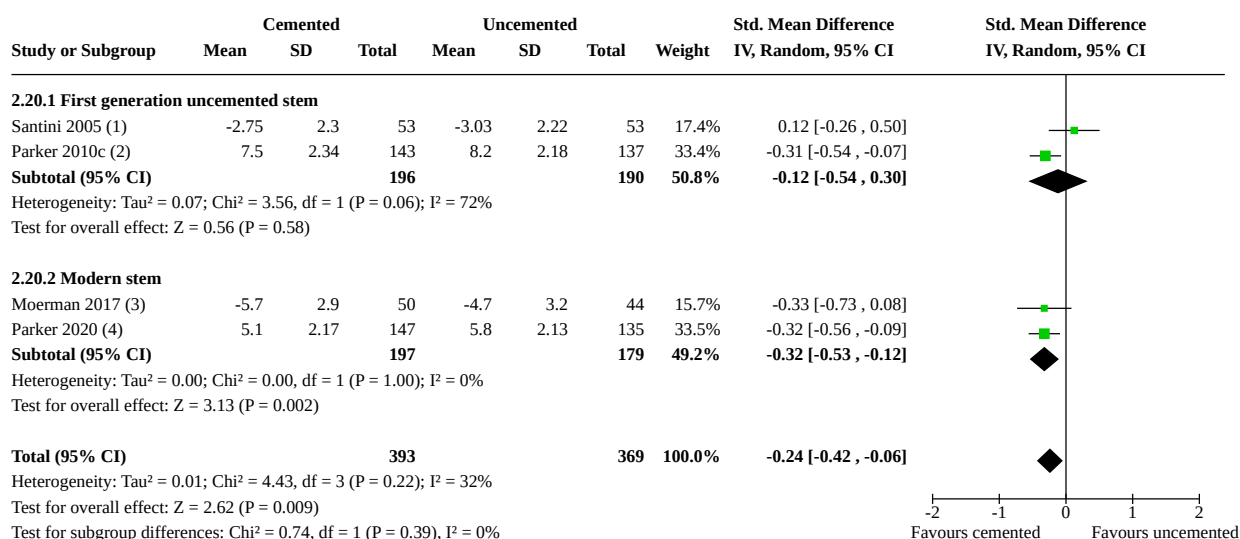 Cemented Uncemented Std. Mean Difference Std. Mean Difference
Study or Subgroup Mean SD Total Mean SD Total Weight IV, Random, 95% CI IV, Random, 95% CI
2.20.1 First generation uncemented stem
Santini 2005 (1) -2.75 2.3 53 -3.03 2.22 53 17.4% 0.12 [-0.26 , 0.50]
Parker 2010c (2) 7.5 2.34 143 8.2 2.18 137 33.4% -0.31 [-0.54 , -0.07]
Subtotal (95% CI) 196 190 50.8% -0.12 [-0.54 , 0.30]
Heterogeneity: Tau² = 0.07; Chi² = 3.56, df = 1 (P = 0.06); I² = 72%
Test for overall effect: Z = 0.56 (P = 0.58)
2.20.2 Modern stem
Moerman 2017 (3) -5.7 2.9 50 -4.7 3.2 44 15.7% -0.33 [-0.73 , 0.08]
Parker 2020 (4) 5.1 2.17 147 5.8 2.13 135 33.5% -0.32 [-0.56 , -0.09]
Subtotal (95% CI) 197 179 49.2% -0.32 [-0.53 , -0.12]
Heterogeneity: Tau² = 0.00; Chi² = 0.00, df = 1 (P = 1.00); I² = 0%
Test for overall effect: Z = 3.13 (P = 0.002)
Total (95% CI) 393 369 100.0% -0.24 [-0.42 , -0.06]
Heterogeneity: Tau² = 0.01; Chi² = 4.43, df = 3 (P = 0.22); I² = 32%
Test for overall effect: Z = 2.62 (P = 0.009)
-2 -1 0 1 2
Test for subgroup differences: Chi² = 0.74, df = 1 (P = 0.39), I² = 0% Favours cemented Favours uncemented